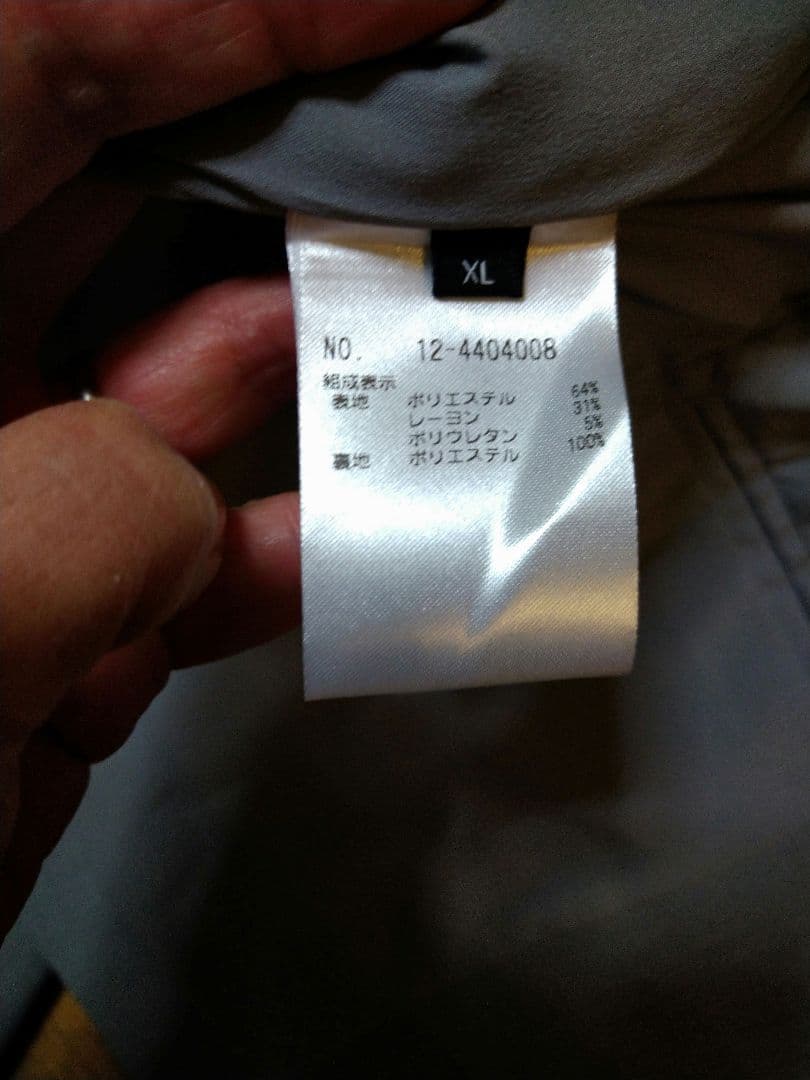 XL
NO. 12-4404008
組成表示
表地 ポリエステル 64%
レーヨン 31%
ポリウレタン 5%
裏地 ポリエステル 100%